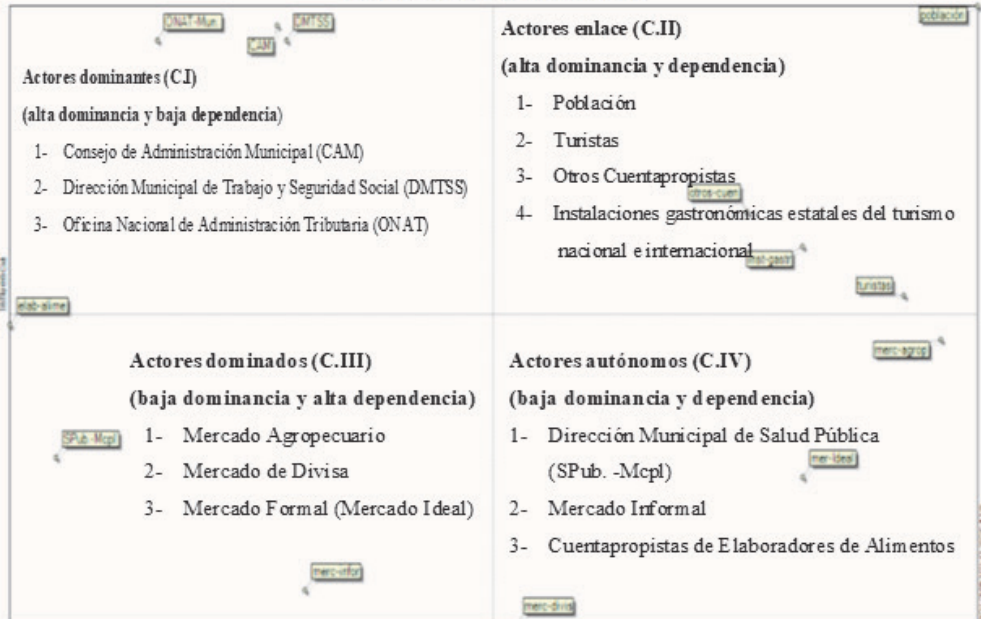 ONAT-Mun.
DMTSS
CAM
Actores dominantes (C.I)
(alta dominancia y baja dependencia)
1- Consejo de Administración Municipal (CAM)
2- Dirección Municipal de Trabajo y Seguridad Social (DMTSS)
3- Oficina Nacional de Administración Tributaria (ONAT)
elab-alime
población
Actores enlace (C.II)
(alta dominancia y dependencia)
1- Población
2- Turistas
3- Otros Cuentapropistas
otros-cuen
4- Instalaciones gastronómicas estatales del turismo
nacional e internacional
inst-gastr
turistas
Actores dominados (C.III)
(baja dominancia y alta dependencia)
SPub.-Mcpl
1- Mercado Agropecuario
2- Mercado de Divisa
3- Mercado Formal (Mercado Ideal)
merc-infor
merc-agrop
Actores autónomos (C.IV)
(baja dominancia y dependencia)
1- Dirección Municipal de Salud Pública
(SPub. -Mcpl)
mer-Ideal
2- Mercado Informal
3- Cuentapropistas de Elaboradores de Alimentos
merc-divis